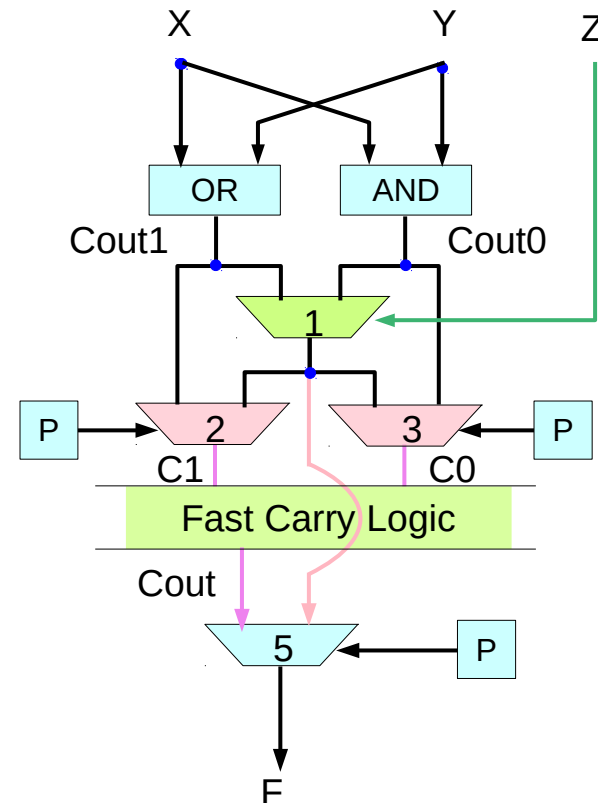 X Y Z
OR AND
Cout1 Cout0
1
P 2 3 P
C1 C0
Fast Carry Logic
Cout
5 P
F